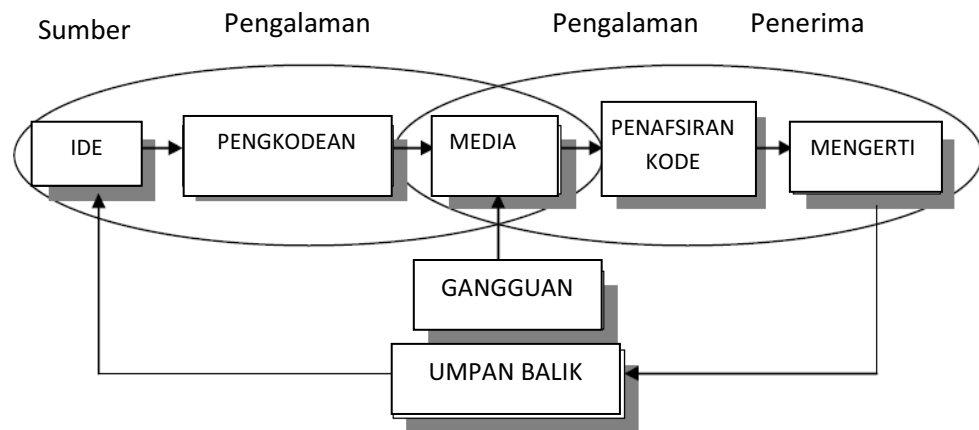 Sumber Pengalaman Pengalaman Penerima
IDE
PENGKODEAN
MEDIA
PENAFSIRAN
KODE
MENGERTI
GANGGUAN
UMPAN BALIK